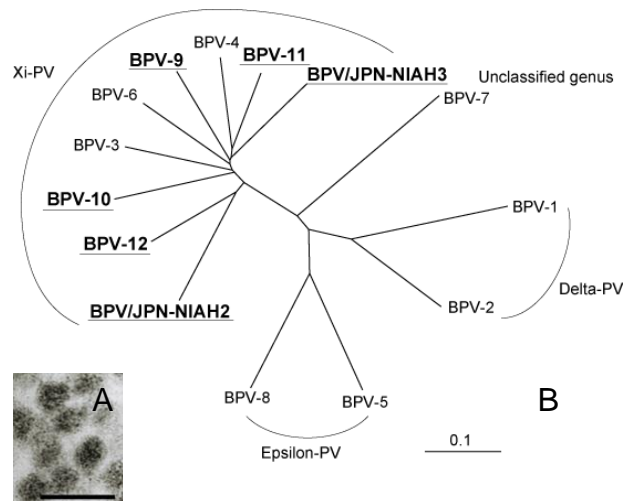 BPV-4
BPV-11
Xi-PV
BPV-9
BPV/JPN-NIAH3
Unclassified genus
BPV-6
BPV-7
BPV-3
BPV-10
BPV-1
BPV-12
Delta-PV
BPV/JPN-NIAH2
BPV-2
A
BPV-8
BPV-5
B
Epsilon-PV
0.1